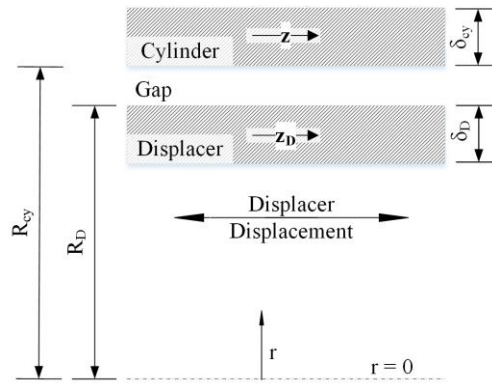 z
Cylinder
δcy
Gap
zD
Displacer
δD
Rcy
RD
Displacer
Displacement
r
r = 0